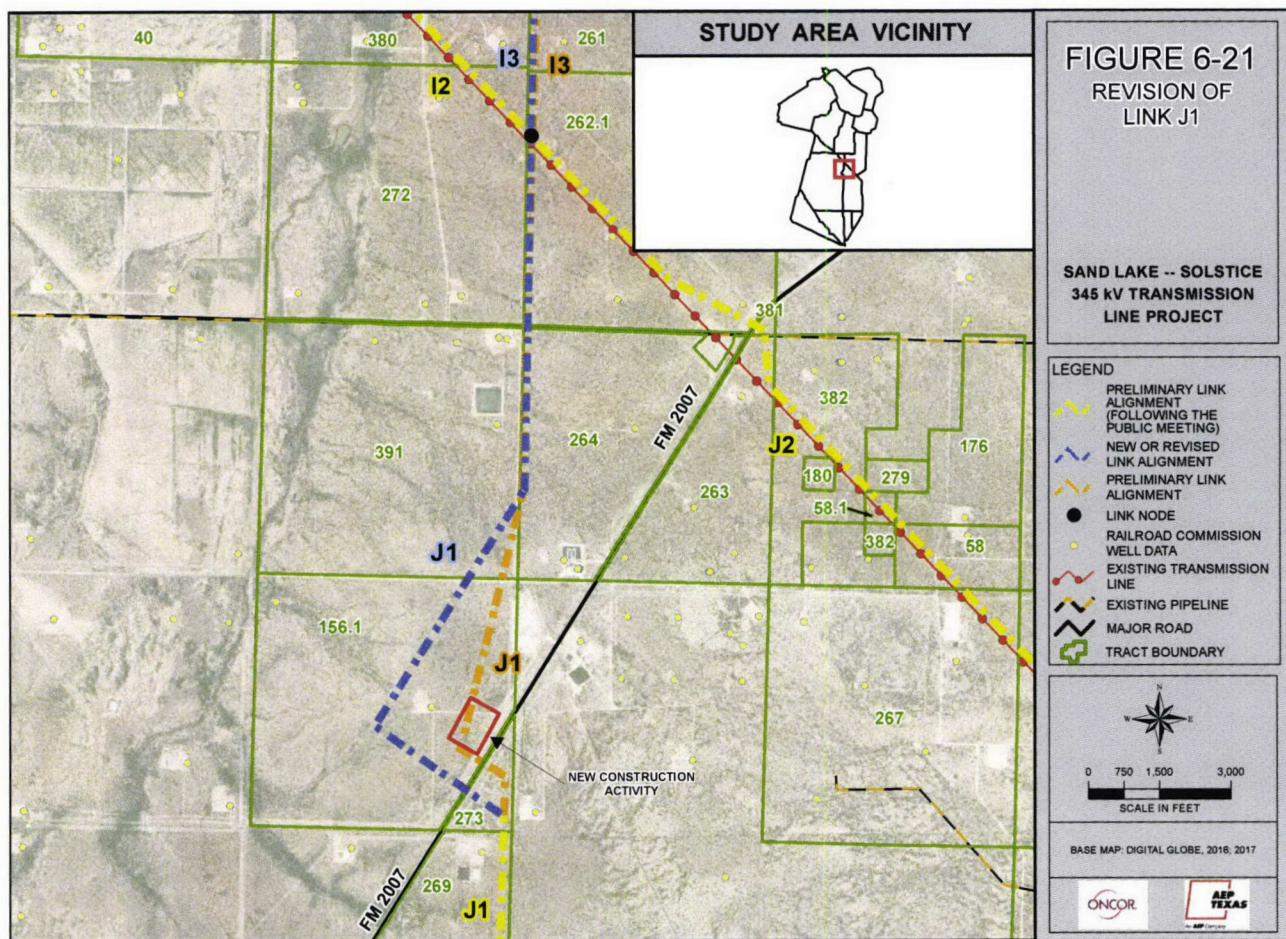 40
380
I3
261
I3
I2
262.1
272
STUDY AREA VICINITY
381
FM 2007
382
391
264
J2
176
180
279
263
58.1
382
58
J1
156.1
J1
267
NEW CONSTRUCTION
ACTIVITY
273
269
FM 2007
J1
FIGURE 6-21
REVISION OF
LINK J1
SAND LAKE -- SOLSTICE
345 kV TRANSMISSION
LINE PROJECT
LEGEND
PRELIMINARY LINK
ALIGNMENT
(FOLLOWING THE
PUBLIC MEETING)
NEW OR REVISED
LINK ALIGNMENT
PRELIMINARY LINK
ALIGNMENT
LINK NODE
RAILROAD COMMISSION
WELL DATA
EXISTING TRANSMISSION
LINE
EXISTING PIPELINE
MAJOR ROAD
TRACT BOUNDARY
N
W E
S
0 750 1,500 3,000
SCALE IN FEET
BASE MAP: DIGITAL GLOBE, 2016; 2017
ONCOR
AEP
TEXAS
An AEP Company